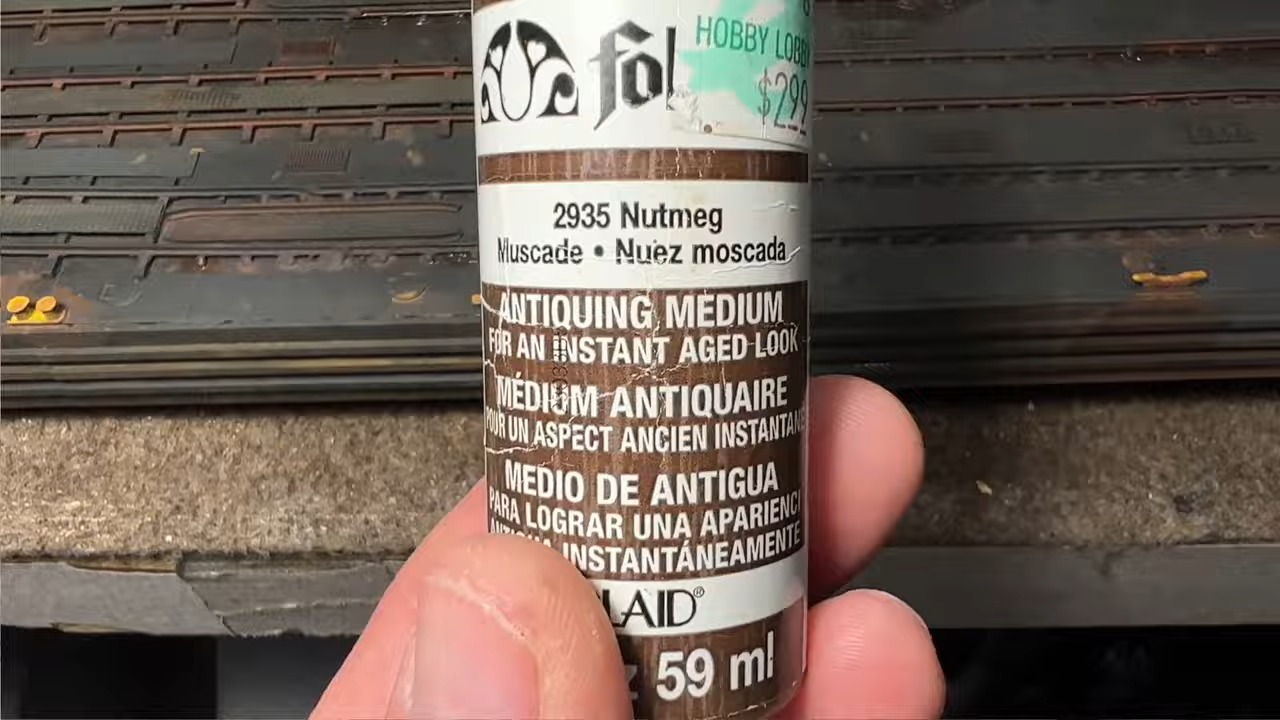 HOBBY LOBBY
$2.99
fol
2935 Nutmeg
Muscade • Nuez moscada
ANTIQUING MEDIUM
FOR AN INSTANT AGED LOOK
MÉDIUM ANTIQUAIRE
POUR UN ASPECT ANCIEN INSTANTANÉ
MEDIO DE ANTIGUA
PARA LOGRAR UNA APARIENCI
ANTIGUA INSTANTÁNEAMENTE
LAID®
59 ml